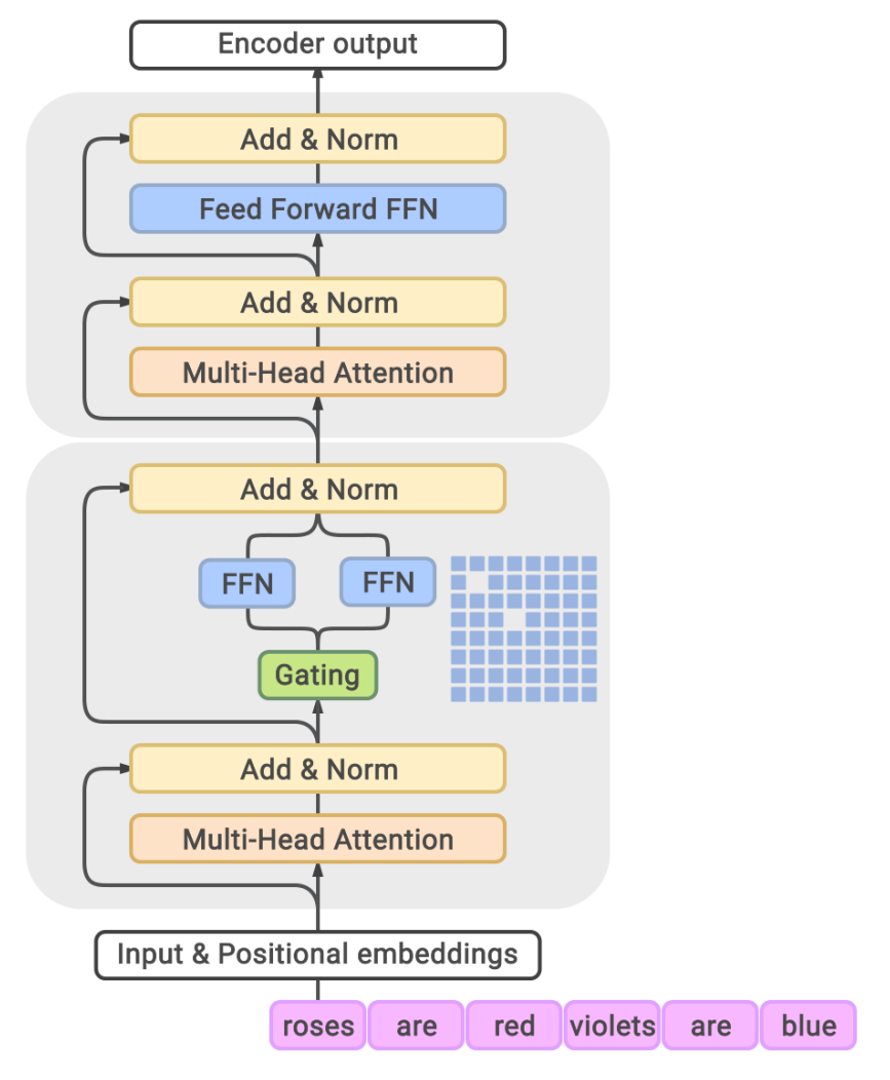 Encoder output
Add & Norm
Feed Forward FFN
Add & Norm
Multi-Head Attention
Add & Norm
FFN FFN
Gating
Add & Norm
Multi-Head Attention
Input & Positional embeddings
roses are red violets are blue